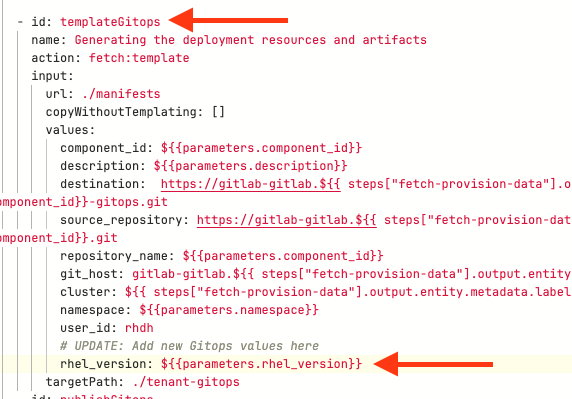 - id: templateGitops
name: Generating the deployment resources and artifacts
action: fetch:template
input:
url: ./manifests
copyWithoutTemplating: []
values:
component_id: ${{parameters.component_id}}
description: ${{parameters.description}}
destination: https://gitlab-gitlab.${{ steps["fetch-provision-data"].o
omponent_id}}-gitops.git
source_repository: https://gitlab-gitlab.${{ steps["fetch-provision-dat
omponent_id}}.git
repository_name: ${{parameters.component_id}}
git_host: gitlab-gitlab.${{ steps["fetch-provision-data"].output.entity
cluster: ${{ steps["fetch-provision-data"].output.entity.metadata.label
namespace: ${{parameters.namespace}}
user_id: rhdh
# UPDATE: Add new Gitops values here
rhel_version: ${{parameters.rhel_version}}
targetPath: ./tenant-gitops
id: publishGitops